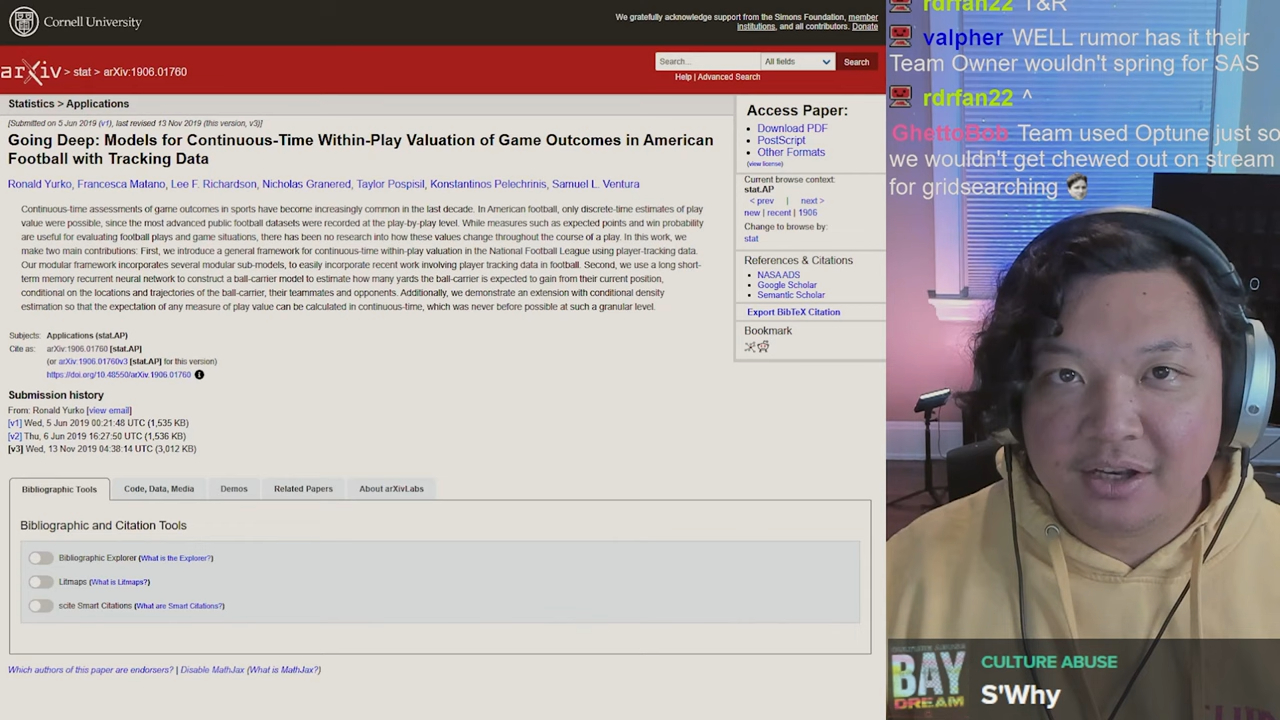 Cornell University
We gratefully acknowledge support from the Simons Foundation, member
institutions, and all contributors. Donate
arXiv > stat > arXiv:1906.01760
Search...
All fields
Search
Help | Advanced Search
Statistics > Applications
[Submitted on 5 Jun 2019 (v1), last revised 13 Nov 2019 (this version, v3)]
Going Deep: Models for Continuous-Time Within-Play Valuation of Game Outcomes in American
Football with Tracking Data
Ronald Yurko, Francesca Matano, Lee F. Richardson, Nicholas Granered, Taylor Pospisil, Konstantinos Pelechrinis, Samuel L. Ventura
Continuous-time assessments of game outcomes in sports have become increasingly common in the last decade. In American football, only discrete-time estimates of play
value were possible, since the most advanced public football datasets were recorded at the play-by-play level. While measures such as expected points and win probability
are useful for evaluating football plays and game situations, there has been no research into how these values change throughout the course of a play. In this work, we
make two main contributions: First, we introduce a general framework for continuous-time within-play valuation in the National Football League using player-tracking data.
Our modular framework incorporates several modular sub-models, to easily incorporate recent work involving player tracking data in football. Second, we use a long short-
term memory recurrent neural network to construct a ball-carrier model to estimate how many yards the ball-carrier is expected to gain from their current position,
conditional on the locations and trajectories of the ball-carrier, their teammates and opponents. Additionally, we demonstrate an extension with conditional density
estimation so that the expectation of any measure of play value can be calculated in continuous-time, which was never before possible at such a granular level.
Subjects: Applications (stat.AP)
Cite as: arXiv:1906.01760 [stat.AP]
(or arXiv:1906.01760v3 [stat.AP] for this version)
https://doi.org/10.48550/arXiv.1906.01760
Submission history
From: Ronald Yurko [view email]
[v1] Wed, 5 Jun 2019 00:21:48 UTC (1,535 KB)
[v2] Thu, 6 Jun 2019 16:27:50 UTC (1,536 KB)
[v3] Wed, 13 Nov 2019 04:38:14 UTC (3,012 KB)
Bibliographic Tools
Code, Data, Media
Demos
Related Papers
About arXivLabs
Bibliographic and Citation Tools
Bibliographic Explorer (What is the Explorer?)
Litmaps (What is Litmaps?)
scite Smart Citations (What are Smart Citations?)
Which authors of this paper are endorsers? | Disable MathJax (What is MathJax?)
Access Paper:
Download PDF
PostScript
Other Formats
(view license)
Current browse context:
stat.AP
< prev | next >
new | recent | 1906
Change to browse by:
stat
References & Citations
NASA ADS
Google Scholar
Semantic Scholar
Export BibTeX Citation
Bookmark
rdrfan22 T&R
valpher WELL rumor has it their
Team Owner wouldn't spring for SAS
rdrfan22 ^
GhettoBob Team used Optune just so
we wouldn't get chewed out on stream
for gridsearching
BAY
DREAM
CULTURE ABUSE
S'Why